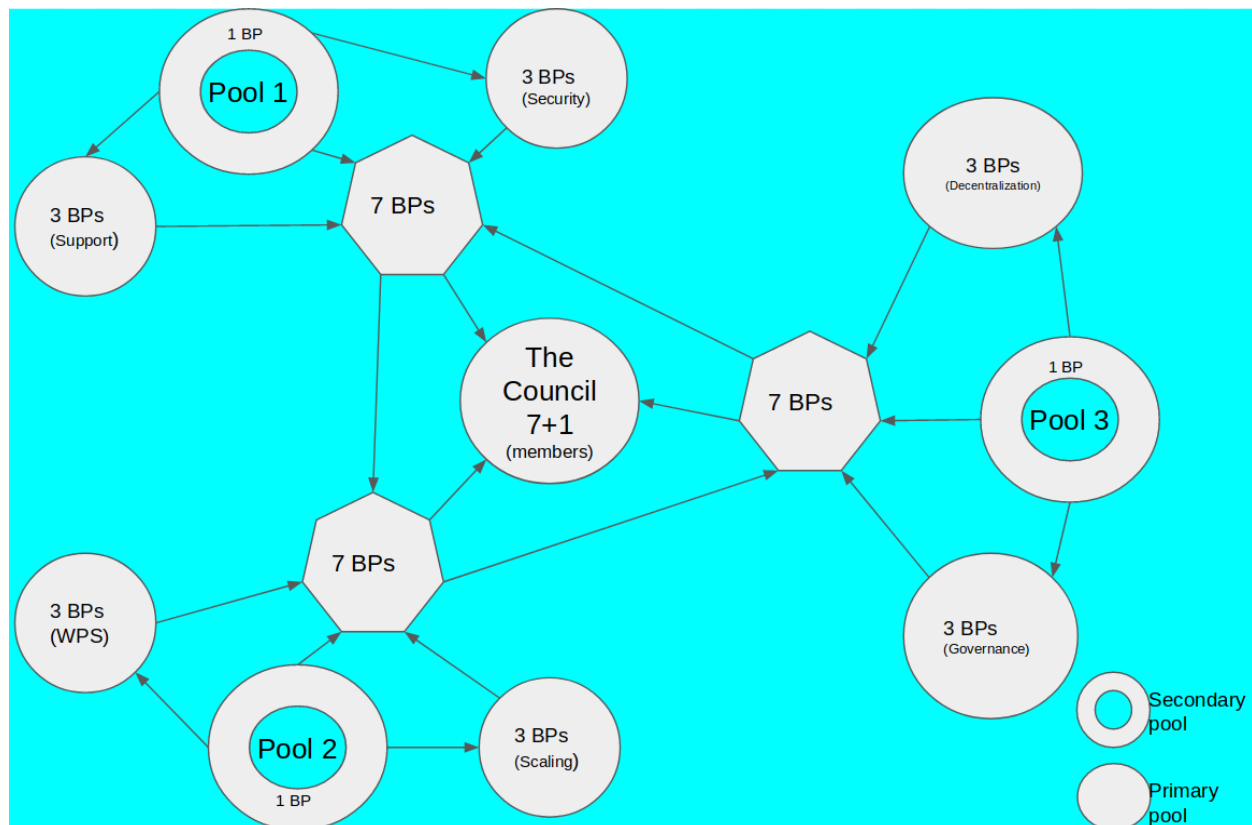 1 BP
Pool 1
3 BPs
(Security)
3 BPs
(Support)
7 BPs
3 BPs
(Decentralization)
The
Council
7+1
(members)
7 BPs
1 BP
Pool 3
7 BPs
3 BPs
(WPS)
3 BPs
(Governance)
Pool 2
1 BP
3 BPs
(Scaling)
Secondary
pool
Primary
pool